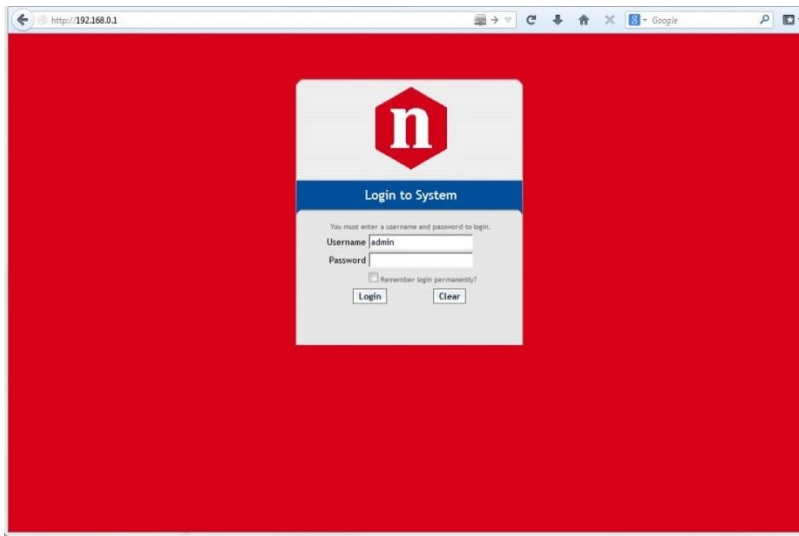 http://192.168.0.1
Google
n
Login to System
You must enter a username and password to login.
Username admin
Password
Remember login permanently?
Login Clear